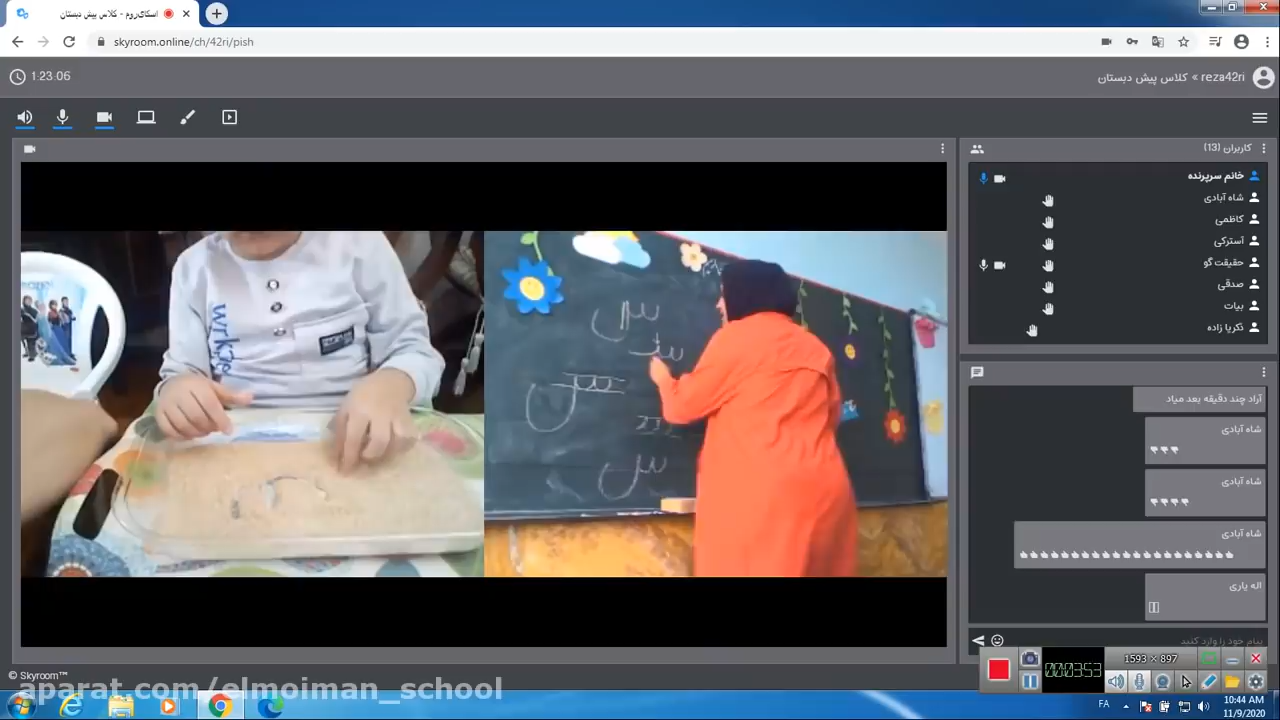 اسکای‌روم - کلاس پیش دبستان
skyroom.online/ch/42ri/pish
1:23:06
reza42ri » کلاس پیش دبستان
کاربران (13)
خانم سرپرنده
شاه آبادی
کاظمی
آسترکی
حقیقت گو
صدقی
بیات
ذکریا زاده
آراد چند دقیقه بعد میاد
شاه آبادی
شاه آبادی
شاه آبادی
اله یاری
پیام خود را وارد کنید
س
س
© Skyroom™
aparat.com/elmoiman_school
1593 × 897
000353
FA
10:44 AM
11/9/2020